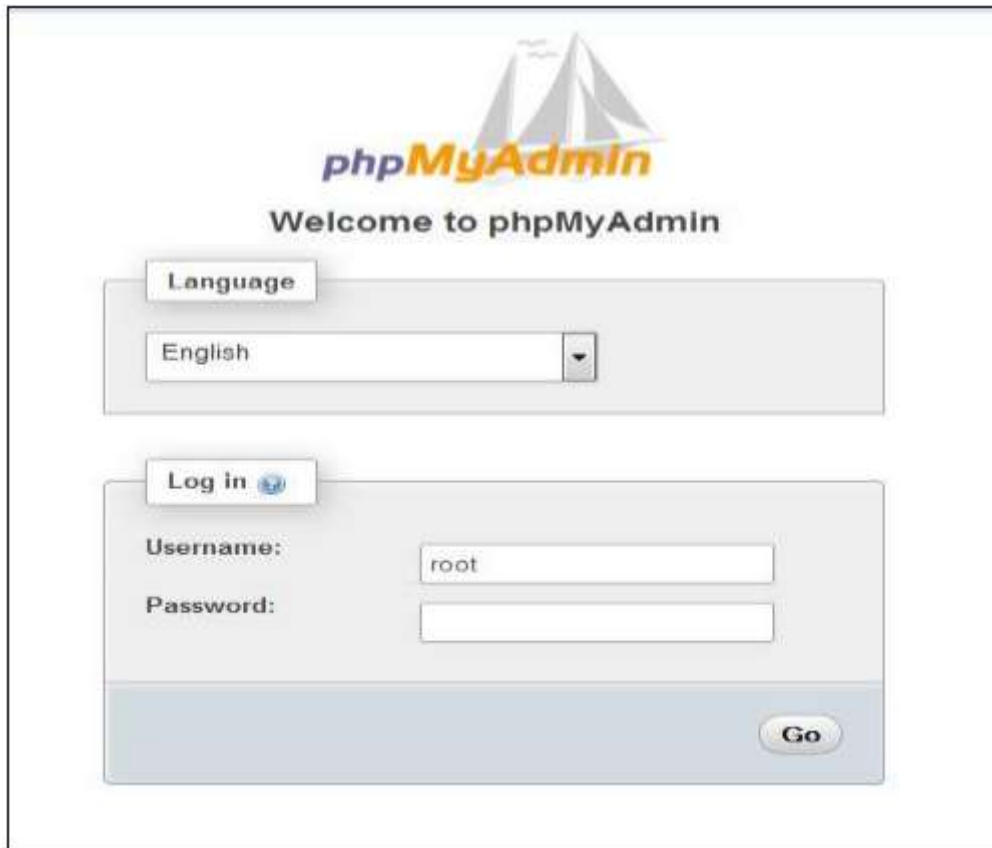 phpMyAdmin
Welcome to phpMyAdmin
Language
English
Log in
Username:
root
Password:
Go